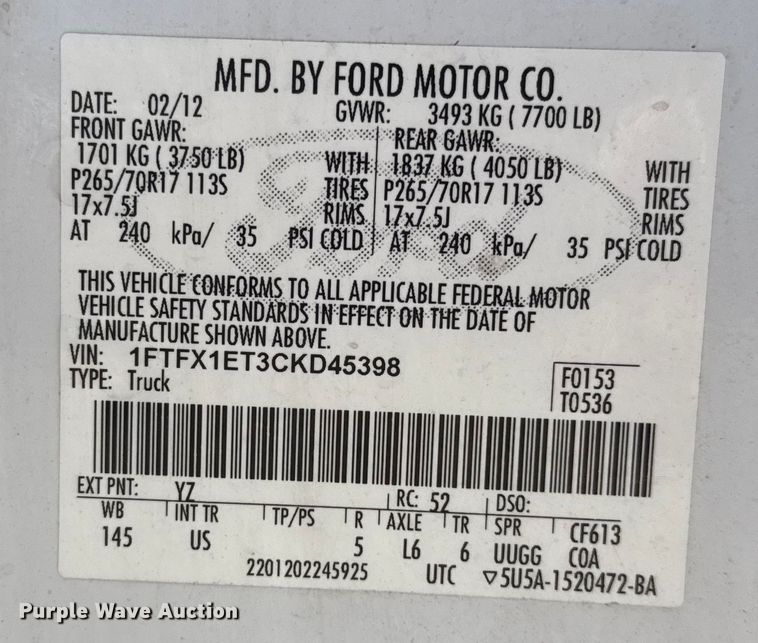 MFD. BY FORD MOTOR CO.
DATE: 02/12 GVWR: 3493 KG ( 7700 LB)
FRONT GAWR: REAR GAWR:
1701 KG ( 3750 LB) WITH 1837 KG ( 4050 LB) WITH
P265/70R17 113S TIRES P265/70R17 113S TIRES
17x7.5J RIMS 17x7.5J RIMS
AT 240 kPa/ 35 PSI COLD AT 240 kPa/ 35 PSI COLD
Ford
THIS VEHICLE CONFORMS TO ALL APPLICABLE FEDERAL MOTOR
VEHICLE SAFETY STANDARDS IN EFFECT ON THE DATE OF
MANUFACTURE SHOWN ABOVE.
VIN: 1FTFX1ET3CKD45398
TYPE: Truck
F0153
T0536
EXT PNT: YZ RC: 52 DSO:
WB INT TR TP/PS R AXLE TR SPR CF613
145 US 5 L6 6 UUGG COA
2201202245925 UTC ▽5U5A-1520472-BA
Purple Wave Auction